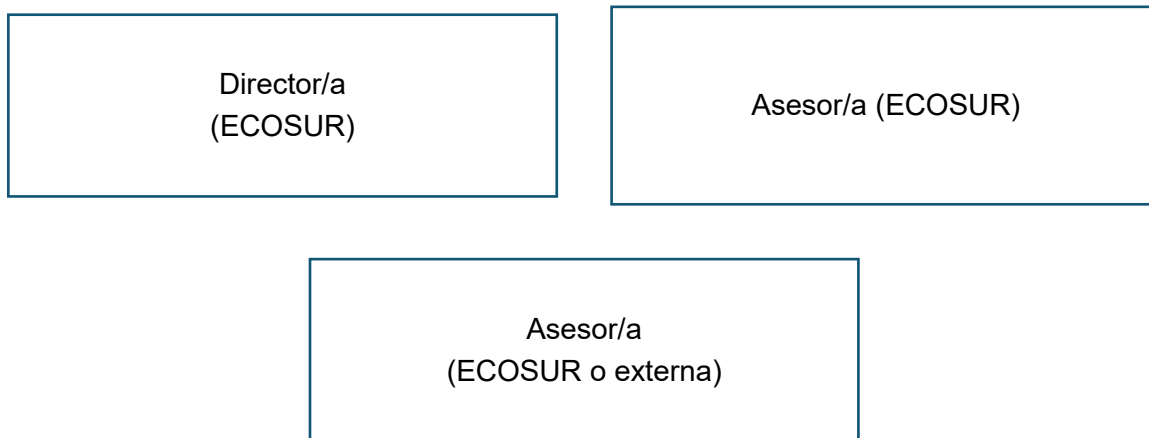 Director/a
(ECOSUR)
Asesor/a (ECOSUR)
Asesor/a
(ECOSUR o externa)